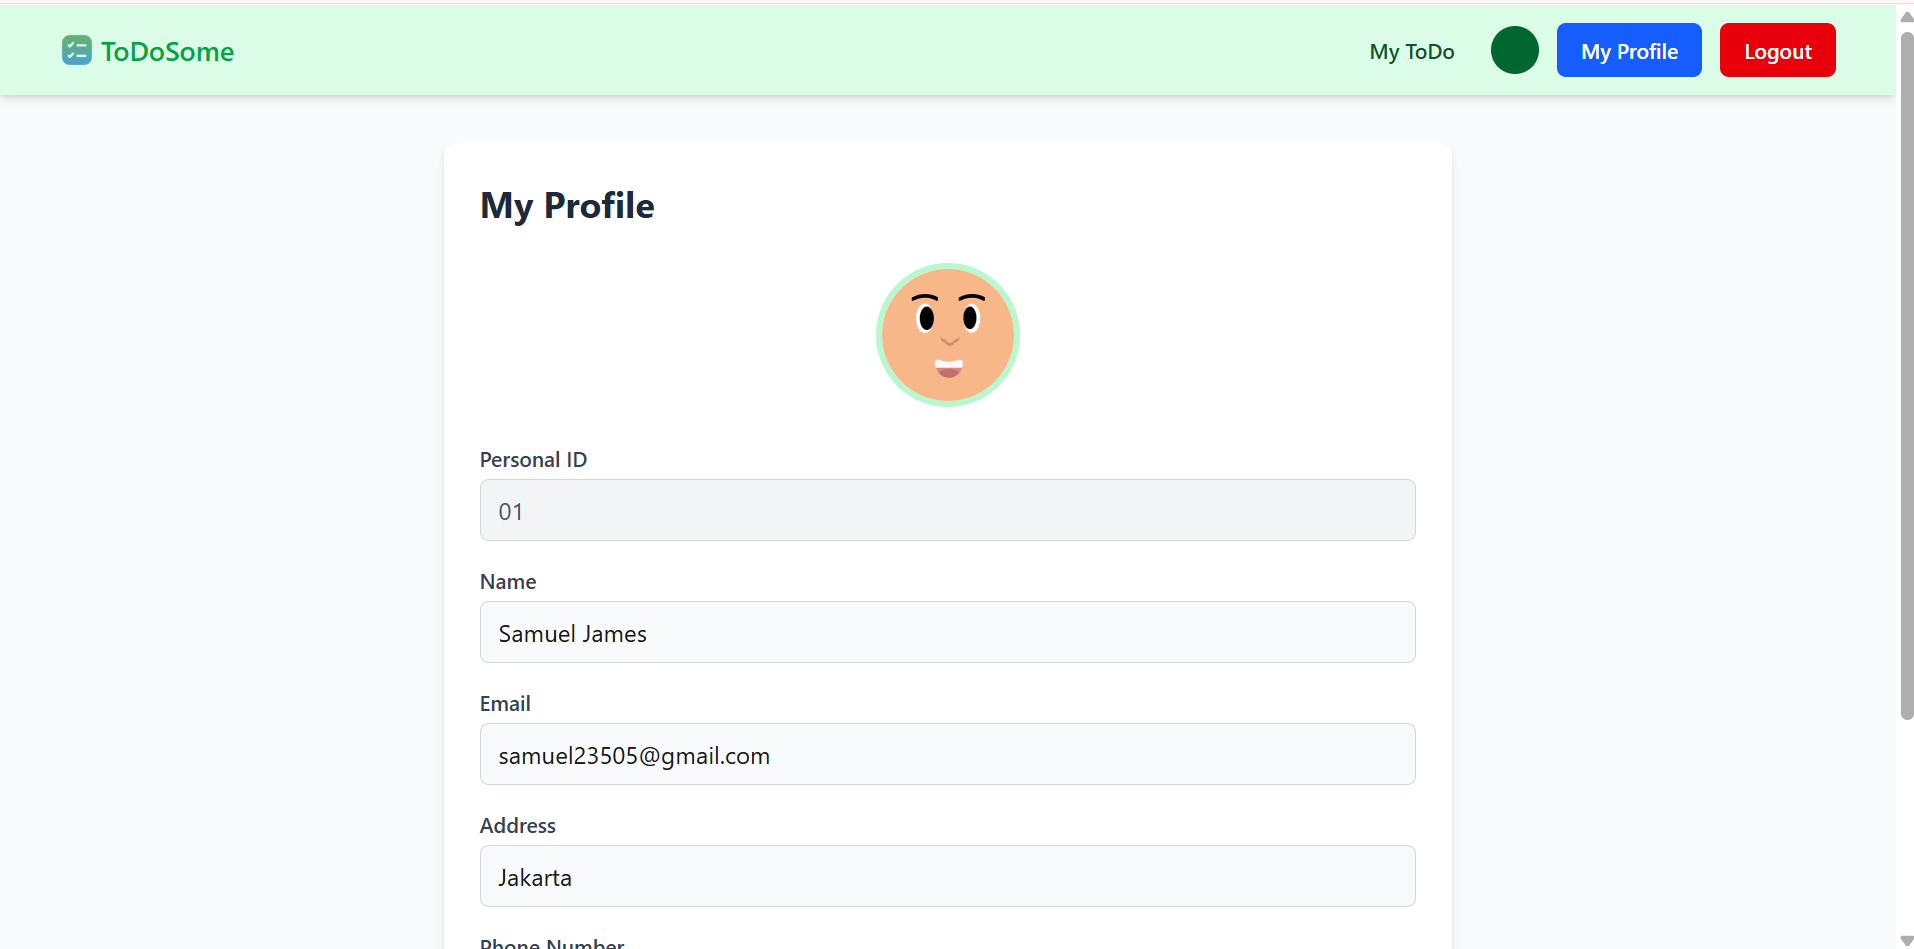 ToDoSome
My ToDo
My Profile
Logout
My Profile
Personal ID
01
Name
Samuel James
Email
samuel23505@gmail.com
Address
Jakarta
Phone Number